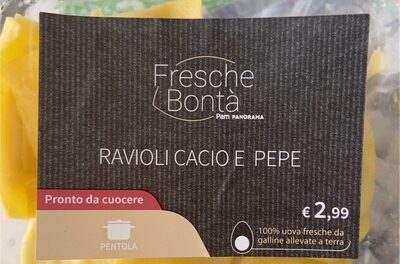 Fresche
Bontà
Pam PANORAMA
RAVIOLI CACIO E PEPE
Pronto da cuocere
PENTOLA
€ 2,99
100% uova fresche da
galline allevate a terra